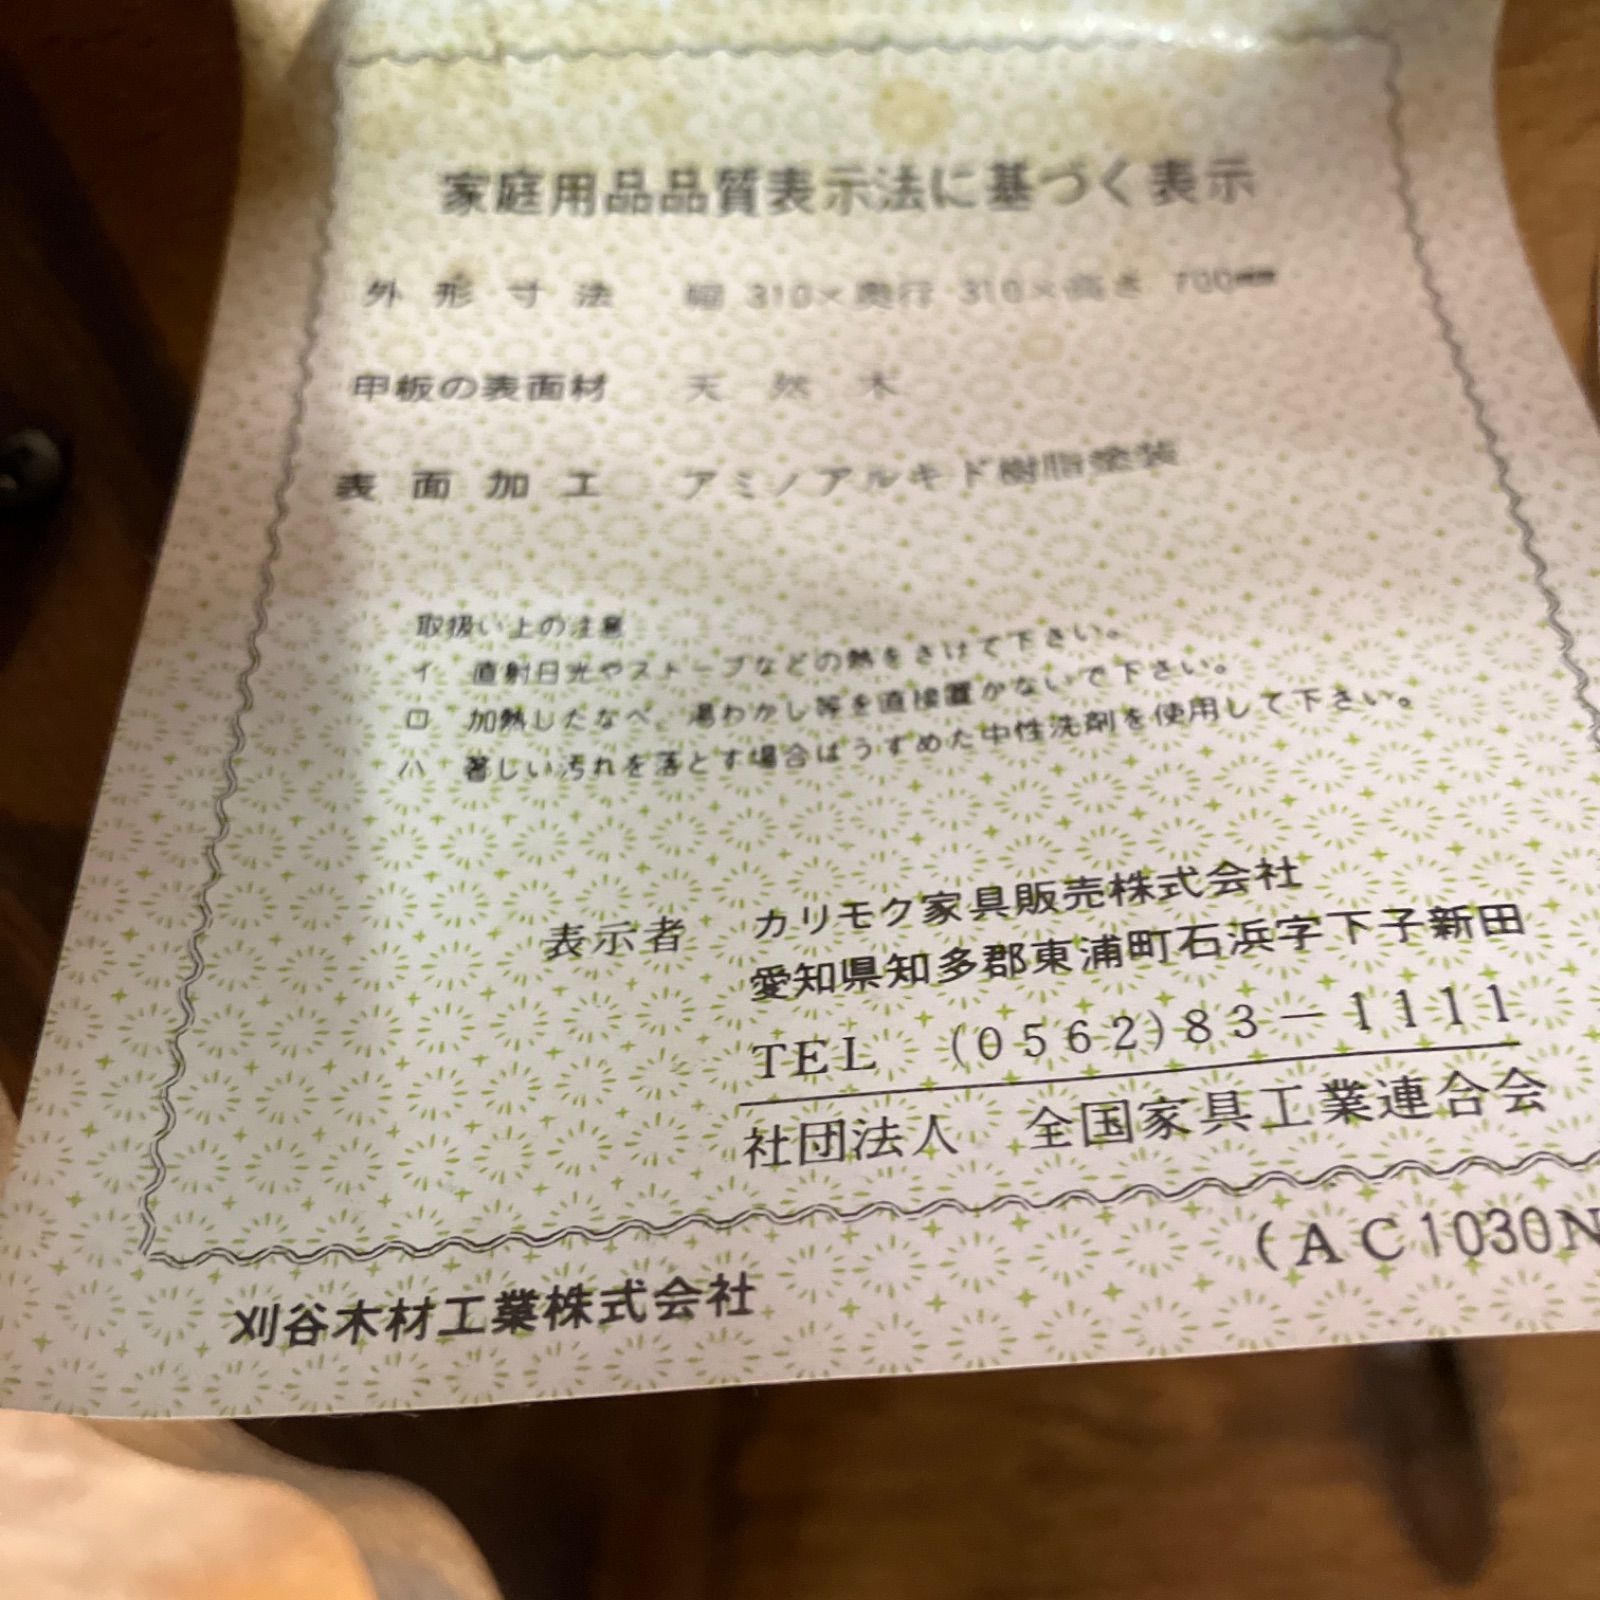 家庭用品品質表示法に基づく表示
外形寸法 幅 310×奥行 310×高さ 700mm
甲板の表面材 天然木
表面加工 アミノアルキド樹脂塗装
取扱い上の注意
イ 直射日光やストーブなどの熱をさけて下さい。
ロ 加熱したなべ、湯わかし等を直接置かないで下さい。
ハ 著しい汚れを落とす場合はうすめた中性洗剤を使用して下さい。
表示者 カリモク家具販売株式会社
愛知県知多郡東浦町石浜字下子新田
TEL (0562)83-1111
社団法人 全国家具工業連合会
(AC1030N
刈谷木材工業株式会社